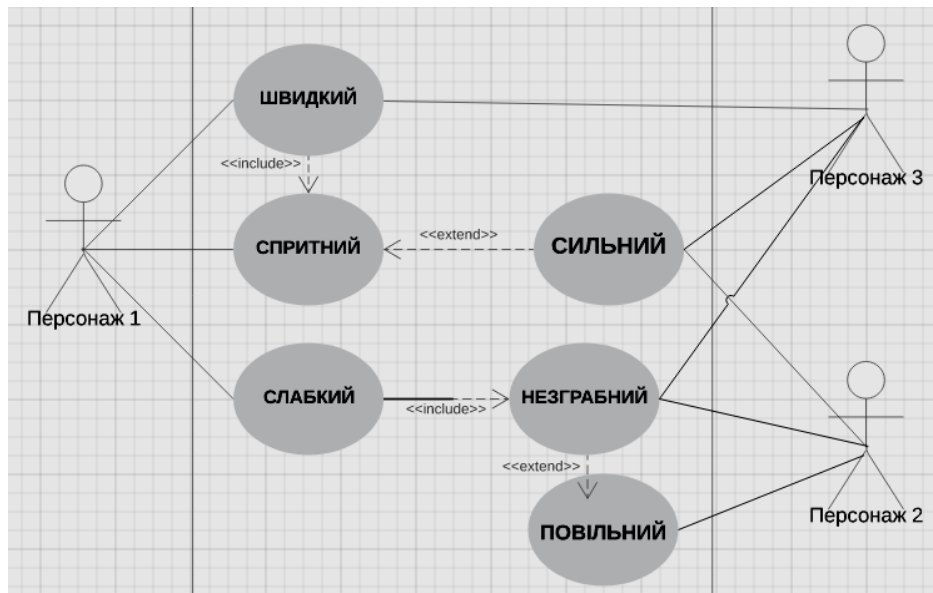 ШВИДКИЙ
<<include>>
Персонаж 3
СПРИТНИЙ
<<extend>>
СИЛЬНИЙ
Персонаж 1
СЛАБКИЙ
<<include>>
НЕЗГРАБНИЙ
<<extend>>
Персонаж 2
ПОВІЛЬНИЙ